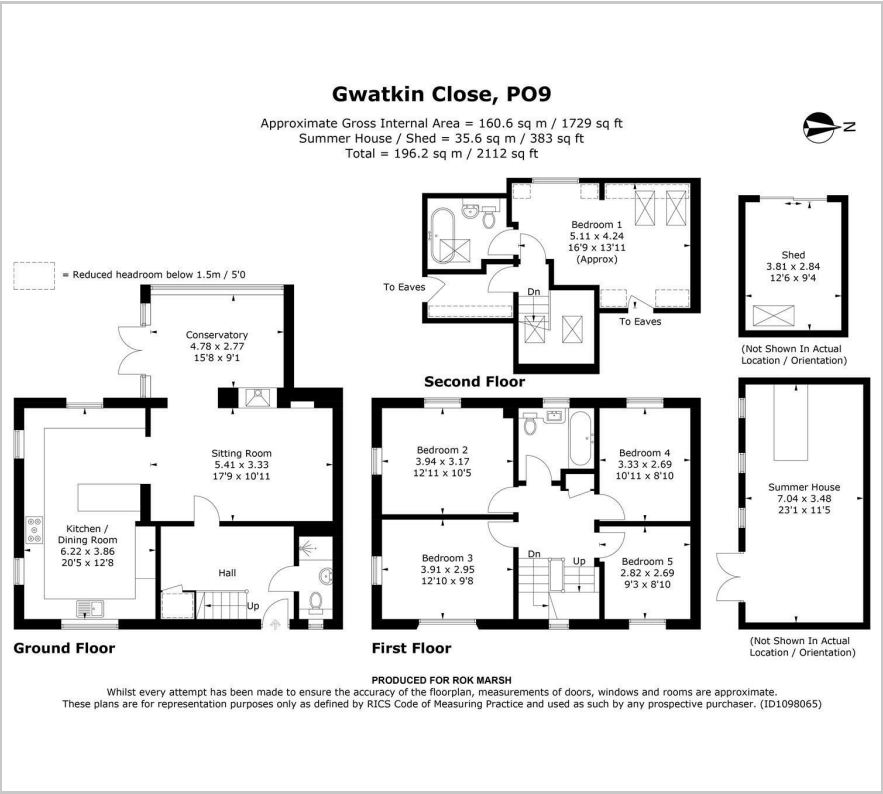 Gwatkin Close, PO9
Approximate Gross Internal Area = 160.6 sq m / 1729 sq ft
Summer House / Shed = 35.6 sq m / 383 sq ft
Total = 196.2 sq m / 2112 sq ft
N
= Reduced headroom below 1.5m / 5'0
To Eaves
Bedroom 1
5.11 x 4.24
16'9 x 13'11
(Approx)
Dn
To Eaves
Second Floor
Shed
3.81 x 2.84
12'6 x 9'4
(Not Shown In Actual
Location / Orientation)
Conservatory
4.78 x 2.77
15'8 x 9'1
Sitting Room
5.41 x 3.33
17'9 x 10'11
Kitchen /
Dining Room
6.22 x 3.86
20'5 x 12'8
Hall
Up
Ground Floor
Bedroom 2
3.94 x 3.17
12'11 x 10'5
Bedroom 4
3.33 x 2.69
10'11 x 8'10
Bedroom 3
3.91 x 2.95
12'10 x 9'8
Dn
Up
Bedroom 5
2.82 x 2.69
9'3 x 8'10
First Floor
Summer House
7.04 x 3.48
23'1 x 11'5
(Not Shown In Actual
Location / Orientation)
PRODUCED FOR ROK MARSH
Whilst every attempt has been made to ensure the accuracy of the floorplan, measurements of doors, windows and rooms are approximate.
These plans are for representation purposes only as defined by RICS Code of Measuring Practice and used as such by any prospective purchaser. (ID1098065)